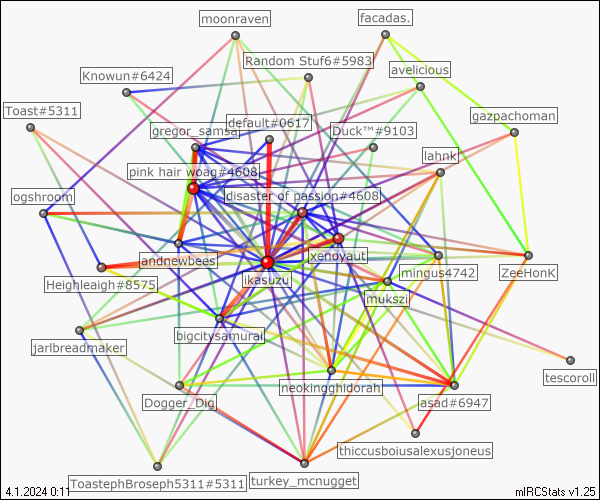 moonraven
facadas.
Random Stuf6#5983
avelicious
Knowun#6424
Toast#5311
gazpachoman
default#0617
gregor_samsa
Duck™#9103
lahnk
pink hair woag#4608
disaster of passion#4608
ogshroom
andnewbees
xenoyaut
ikasuzu
mingus4742
ZeeHonK
Heighleaigh#8575
mukszi
bigcitysamurai
jarlbreadmaker
tescoroll
neokingghidorah
Dogger_Dig
asad#6947
thiccusboiusalexusjoneus
ToastephBroseph5311#5311
turkey_mcnugget
4.1.2024 0:11
mIRCStats v1.25